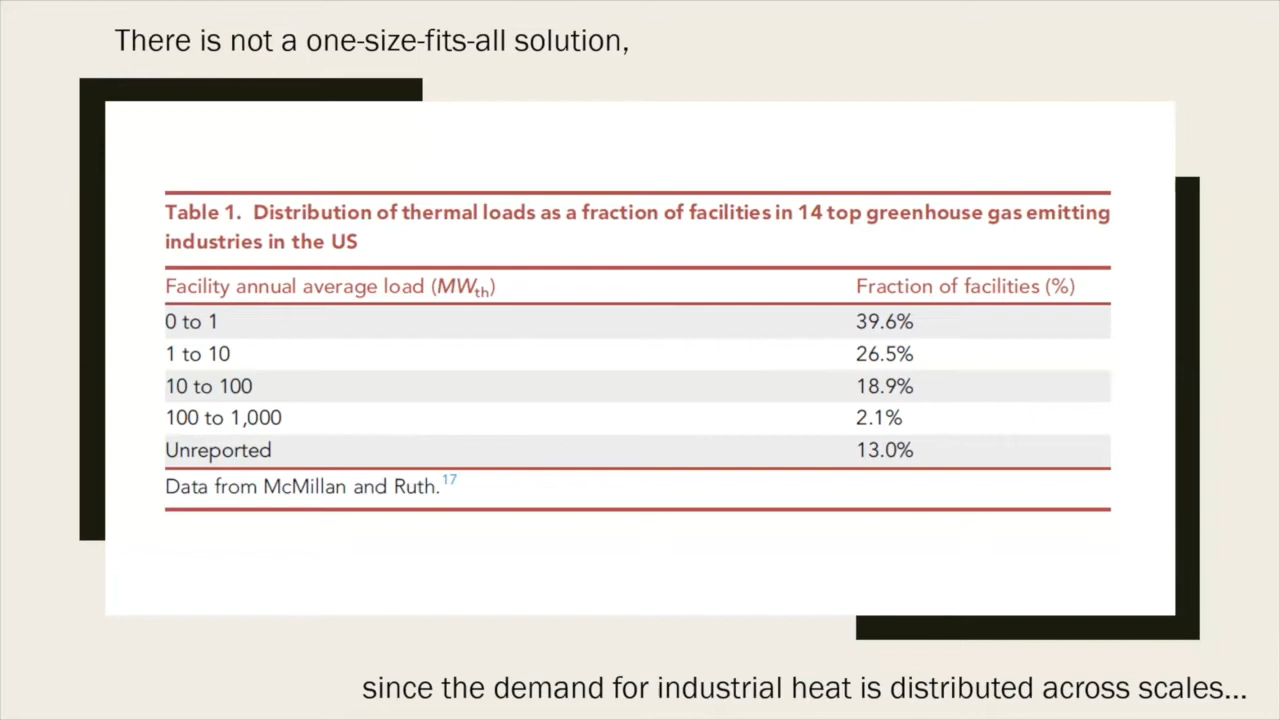 There is not a one-size-fits-all solution,
Table 1. Distribution of thermal loads as a fraction of facilities in 14 top greenhouse gas emitting
industries in the US
Facility annual average load (MWth) Fraction of facilities (%)
0 to 1 39.6%
1 to 10 26.5%
10 to 100 18.9%
100 to 1,000 2.1%
Unreported 13.0%
Data from McMillan and Ruth.17
since the demand for industrial heat is distributed across scales...